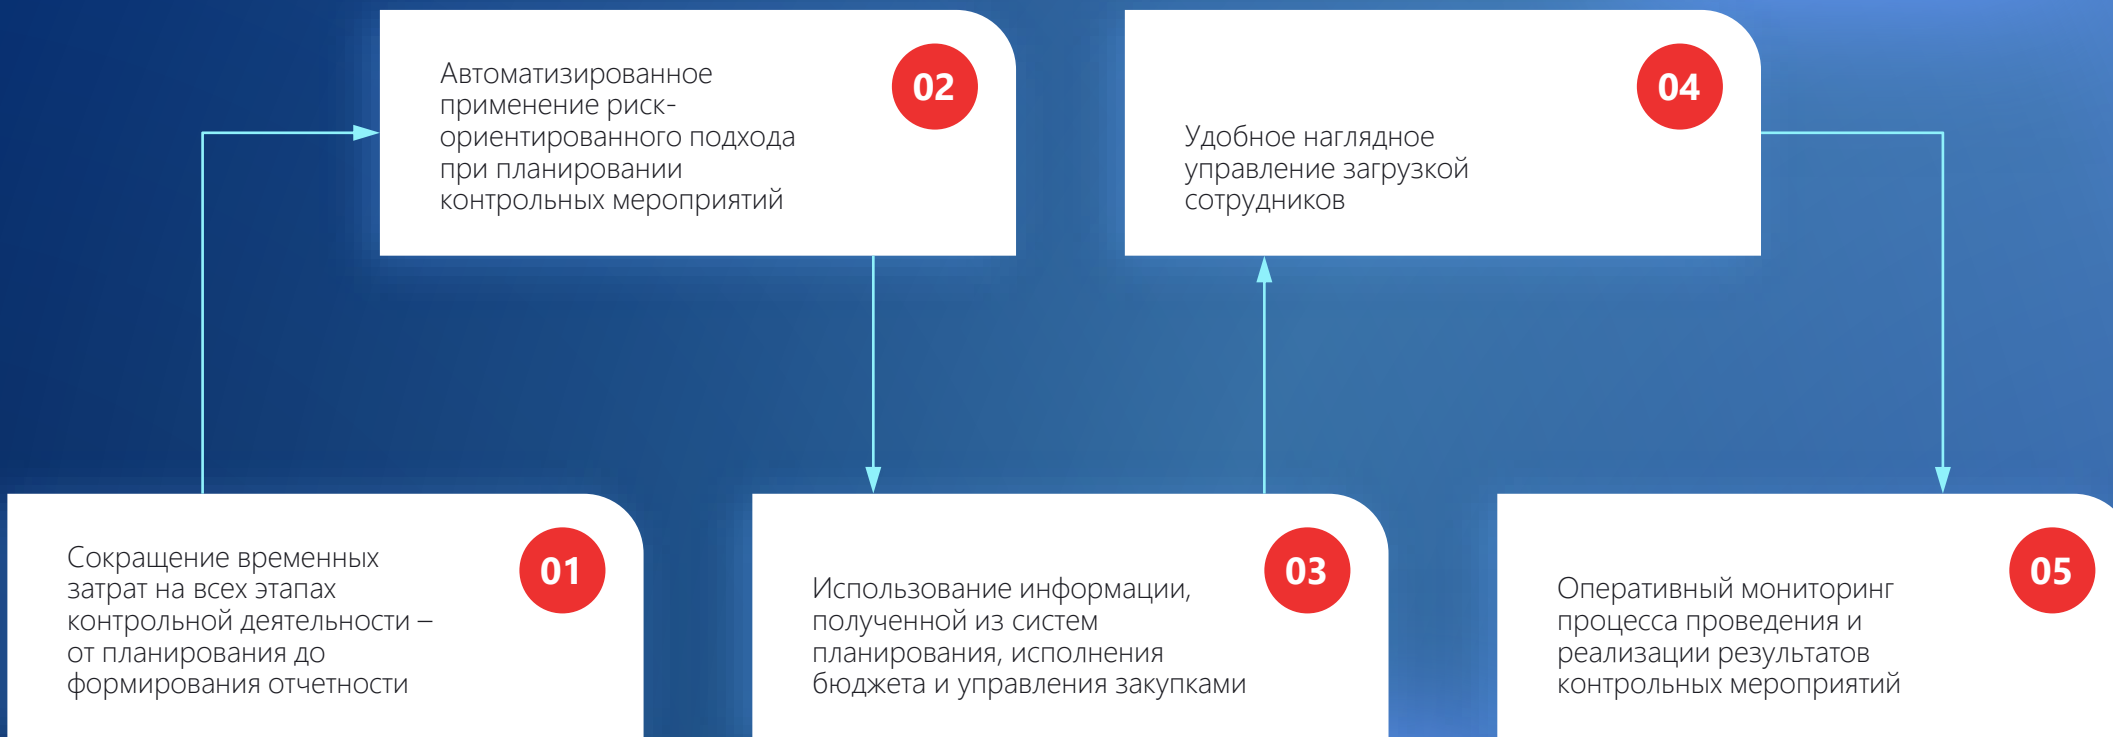 01
Сокращение временных
затрат на всех этапах
контрольной деятельности –
от планирования до
формирования отчетности
02
Автоматизированное
применение риск-
ориентированного подхода
при планировании
контрольных мероприятий
03
Использование информации,
полученной из систем
планирования, исполнения
бюджета и управления закупками
04
Удобное наглядное
управление загрузкой
сотрудников
05
Оперативный мониторинг
процесса проведения и
реализации результатов
контрольных мероприятий